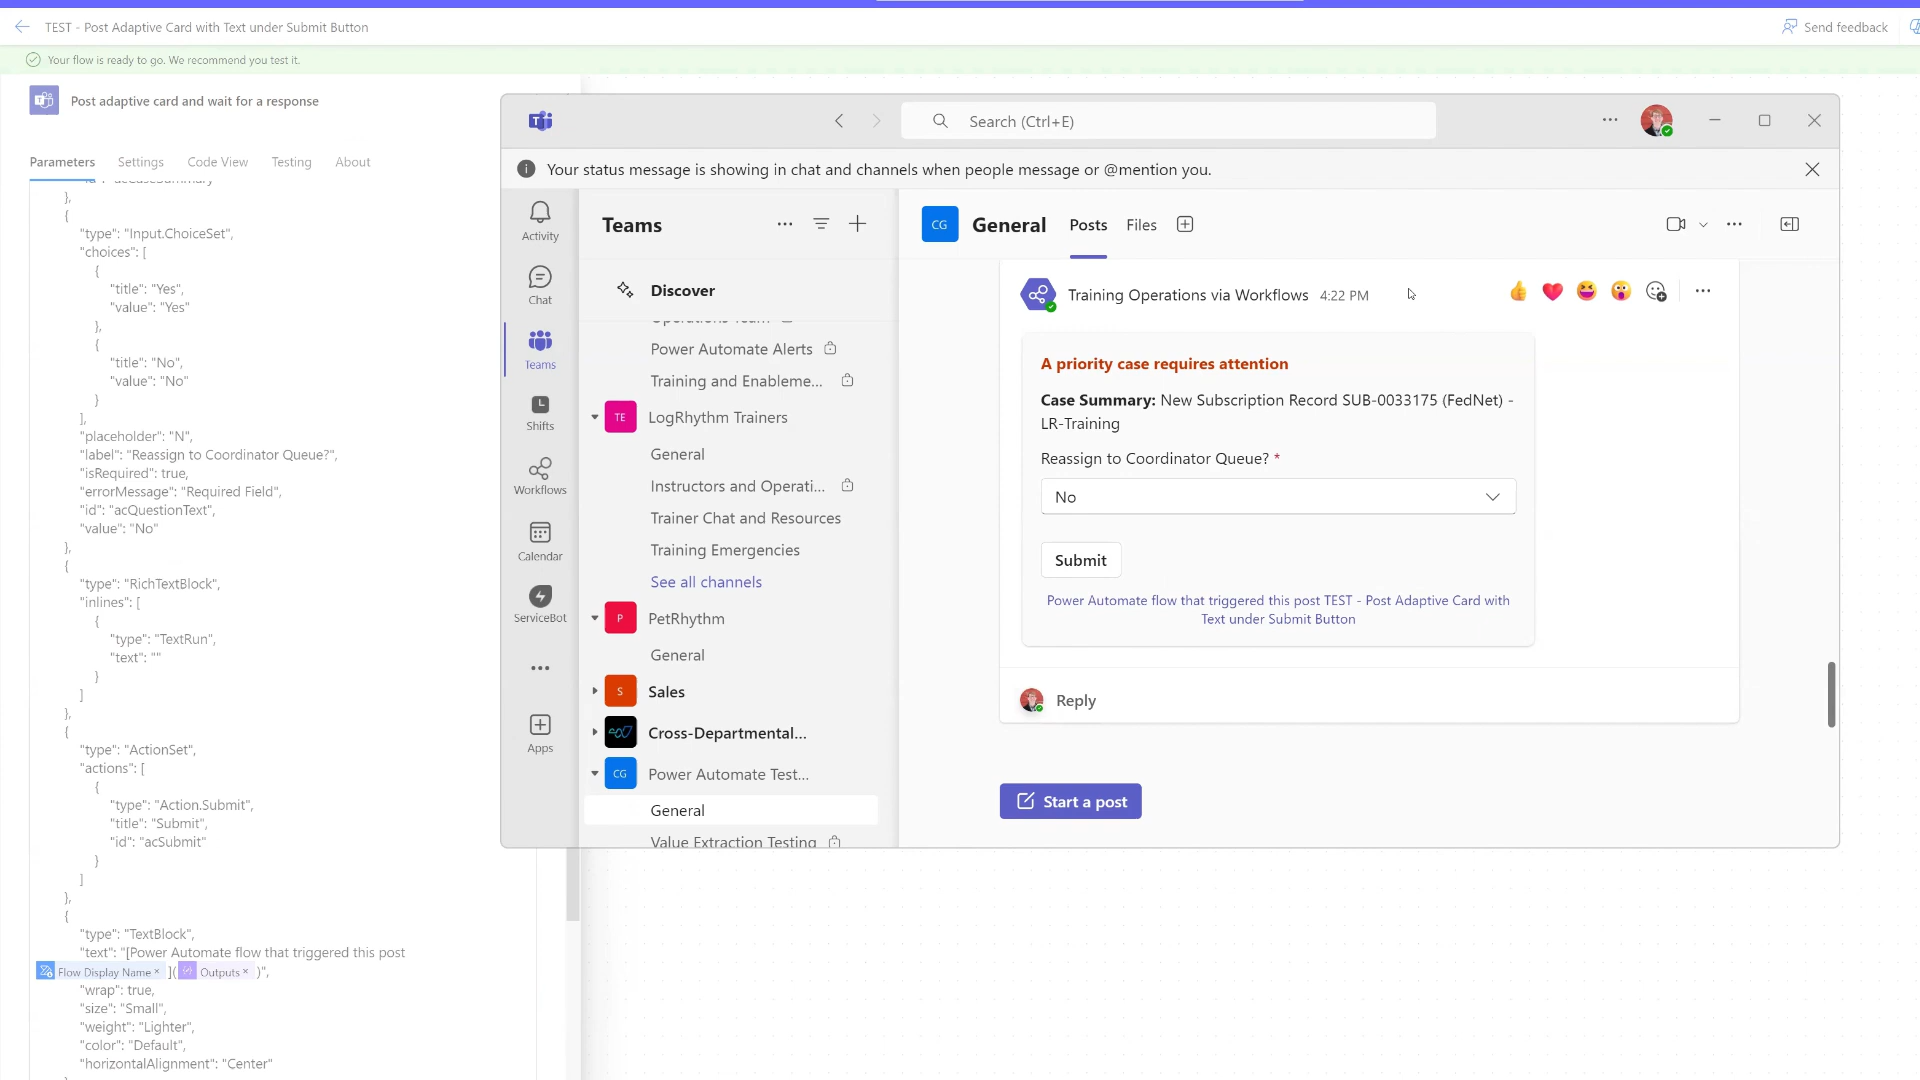 TEST - Post Adaptive Card with Text under Submit Button
Send feedback
Your flow is ready to go. We recommend you test it.
Post adaptive card and wait for a response
Parameters Settings Code View Testing About
},
{
"type": "Input.ChoiceSet",
"choices": [
{
"title": "Yes",
"value": "Yes"
},
{
"title": "No",
"value": "No"
}
],
"placeholder": "N",
"label": "Reassign to Coordinator Queue?",
"isRequired": true,
"errorMessage": "Required Field",
"id": "acQuestionText",
"value": "No"
},
{
"type": "RichTextBlock",
"inlines": [
{
"type": "TextRun",
"text": ""
}
]
},
{
"type": "ActionSet",
"actions": [
{
"type": "Action.Submit",
"title": "Submit",
"id": "acSubmit"
}
]
},
{
"type": "TextBlock",
"text": "[Power Automate flow that triggered this post
Flow Display Name × ]( Outputs × )",
"wrap": true,
"size": "Small",
"weight": "Lighter",
"color": "Default",
"horizontalAlignment": "Center"
Search (Ctrl+E)
Your status message is showing in chat and channels when people message or @mention you.
Activity
Chat
Teams
Shifts
Workflows
Calendar
ServiceBot
Apps
Teams
Discover
Power Automate Alerts
Training and Enableme...
TE LogRhythm Trainers
General
Instructors and Operati...
Trainer Chat and Resources
Training Emergencies
See all channels
P PetRhythm
General
S Sales
Cross-Departmental...
CG Power Automate Test...
General
Value Extraction Testing
CG General Posts Files
Training Operations via Workflows 4:22 PM
A priority case requires attention
Case Summary: New Subscription Record SUB-0033175 (FedNet) -
LR-Training
Reassign to Coordinator Queue? *
No
Submit
Power Automate flow that triggered this post TEST - Post Adaptive Card with
Text under Submit Button
Reply
Start a post